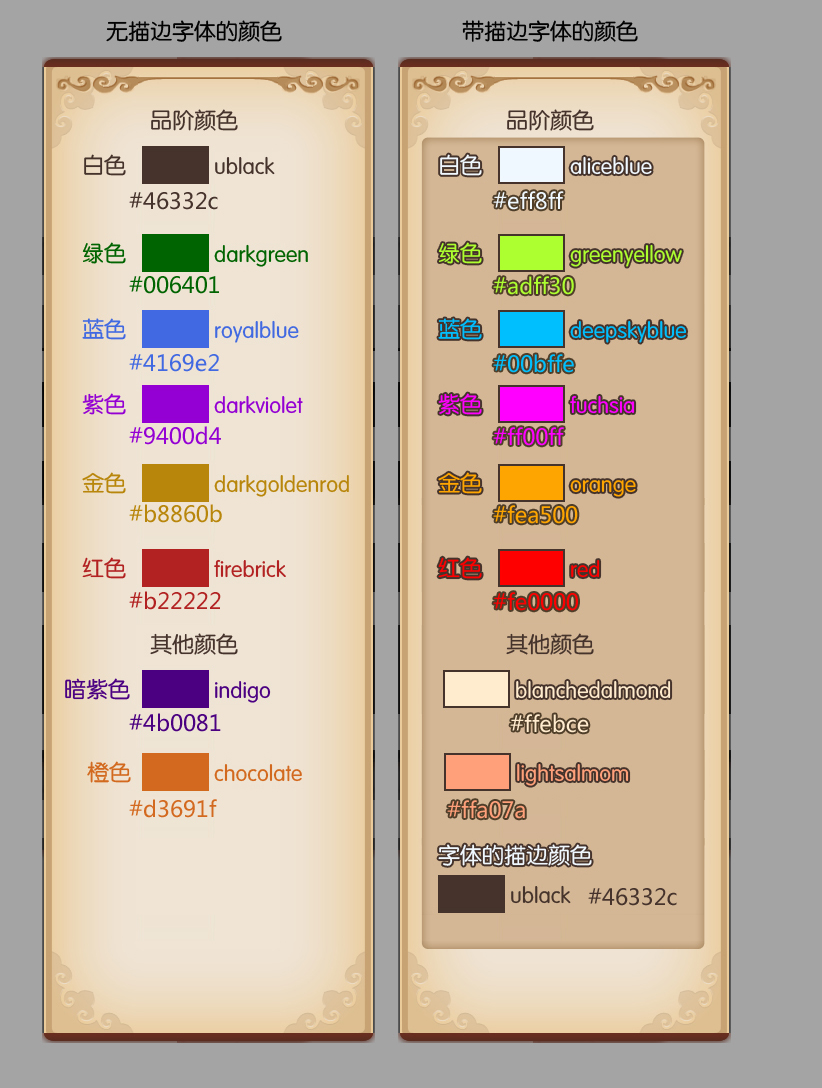 无描边字体的颜色
品阶颜色
白色 ublack
#46332c
绿色 darkgreen
#006401
蓝色 royalblue
#4169e2
紫色 darkviolet
#9400d4
金色 darkgoldenrod
#b8860b
红色 firebrick
#b22222
其他颜色
暗紫色 indigo
#4b0081
橙色 chocolate
#d3691f
带描边字体的颜色
品阶颜色
白色 aliceblue
#eff8ff
绿色 greenyellow
#adff30
蓝色 deepskyblue
#00bffe
紫色 fuchsia
#ff00ff
金色 orange
#fea500
红色 red
#fe0000
其他颜色
blanchedalmond
#ffebce
lightsalmom
#ffa07a
字体的描边颜色
ublack #46332c